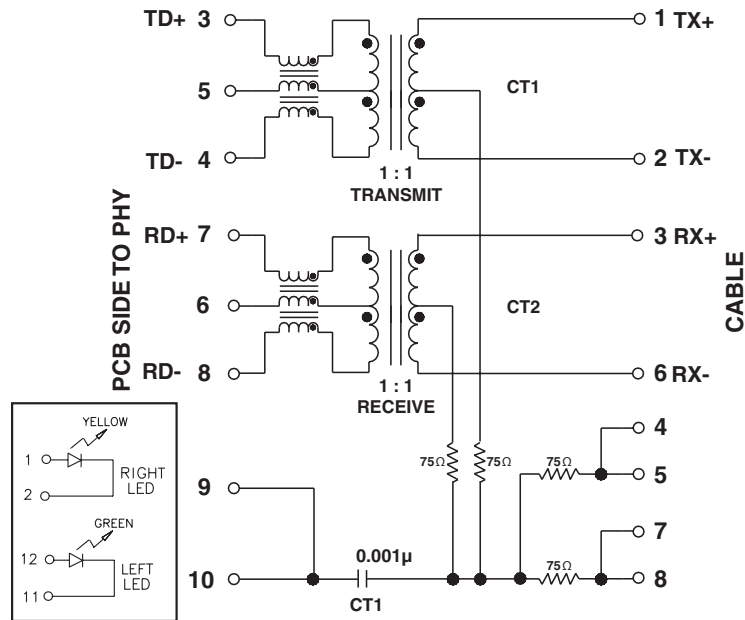 TD+ 3
1 TX+
5
CT1
TD- 4
2 TX-
1 : 1
TRANSMIT
PCB SIDE TO PHY
RD+ 7
3 RX+
6
CT2
CABLE
RD- 8
6 RX-
1 : 1
RECEIVE
YELLOW
1
RIGHT
LED
2
GREEN
12
LEFT
LED
11
4
75Ω
75Ω
75Ω
5
9
7
0.001µ
75Ω
10
8
CT1